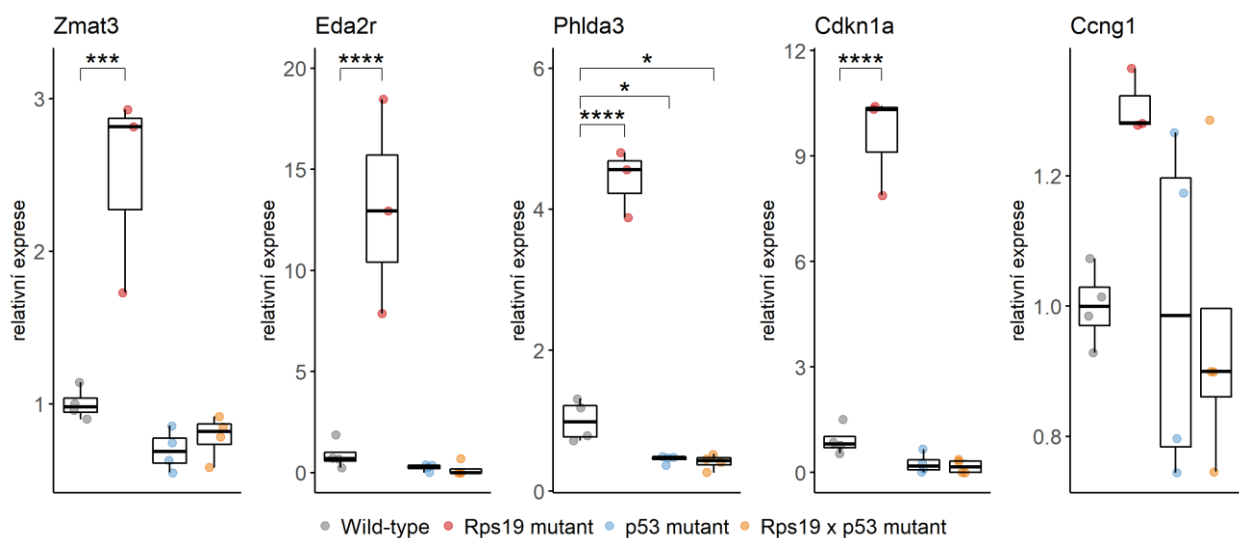 Zmat3
relativní exprese
3
2
1
***
Eda2r
relativní exprese
20
15
10
5
0
****
Phlda3
relativní exprese
6
4
2
0
*
*
****
Cdkn1a
relativní exprese
12
9
6
3
0
****
Ccng1
relativní exprese
1.2
1.0
0.8
Wild-type Rps19 mutant p53 mutant Rps19 x p53 mutant